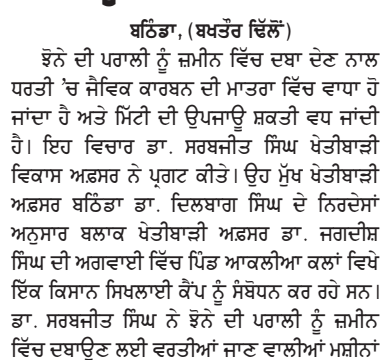 ਬਠਿੰਡਾ, (ਬਖਤੌਰ ਢਿੱਲੋਂ)
ਝੋਨੇ ਦੀ ਪਰਾਲੀ ਨੂੰ ਜ਼ਮੀਨ ਵਿੱਚ ਦਬਾ ਦੇਣ ਨਾਲ
ਧਰਤੀ 'ਚ ਜੈਵਿਕ ਕਾਰਬਨ ਦੀ ਮਾਤਰਾ ਵਿੱਚ ਵਾਧਾ ਹੋ
ਜਾਂਦਾ ਹੈ ਅਤੇ ਮਿੱਟੀ ਦੀ ਉਪਜਾਊ ਸ਼ਕਤੀ ਵਧ ਜਾਂਦੀ
ਹੈ। ਇਹ ਵਿਚਾਰ ਡਾ. ਸਰਬਜੀਤ ਸਿੰਘ ਖੇਤੀਬਾੜੀ
ਵਿਕਾਸ ਅਫ਼ਸਰ ਨੇ ਪ੍ਰਗਟ ਕੀਤੇ। ਉਹ ਮੁੱਖ ਖੇਤੀਬਾੜੀ
ਅਫ਼ਸਰ ਬਠਿੰਡਾ ਡਾ. ਦਿਲਬਾਗ ਸਿੰਘ ਦੇ ਨਿਰਦੇਸਾਂ
ਅਨੁਸਾਰ ਬਲਾਕ ਖੇਤੀਬਾੜੀ ਅਫ਼ਸਰ ਡਾ. ਜਗਦੀਸ਼
ਸਿੰਘ ਦੀ ਅਗਵਾਈ ਵਿੱਚ ਪਿੰਡ ਆਕਲੀਆ ਕਲਾਂ ਵਿਖੇ
ਇੱਕ ਕਿਸਾਨ ਸਿਖਲਾਈ ਕੈਂਪ ਨੂੰ ਸੰਬੋਧਨ ਕਰ ਰਹੇ ਸਨ।
ਡਾ. ਸਰਬਜੀਤ ਸਿੰਘ ਨੇ ਝੋਨੇ ਦੀ ਪਰਾਲੀ ਨੂੰ ਜ਼ਮੀਨ
ਵਿੱਚ ਦਬਾਉਣ ਲਈ ਵਰਤੀਆਂ ਜਾਣ ਵਾਲੀਆਂ ਮਸ਼ੀਨਾਂ